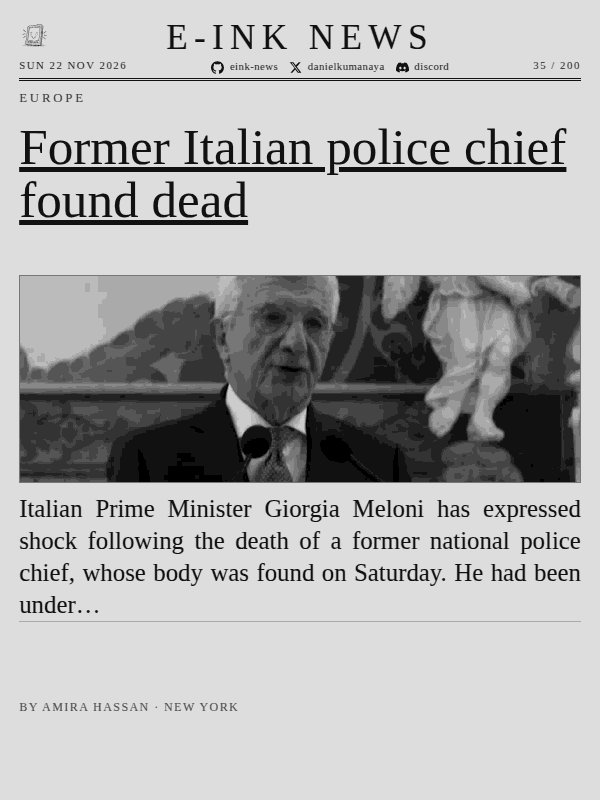 E-INK NEWS
SUN 22 NOV 2026
eink-news danielkumanaya discord
35 / 200
EUROPE
Former Italian police chief
found dead
Italian Prime Minister Giorgia Meloni has expressed
shock following the death of a former national police
chief, whose body was found on Saturday. He had been
under…
BY AMIRA HASSAN · NEW YORK